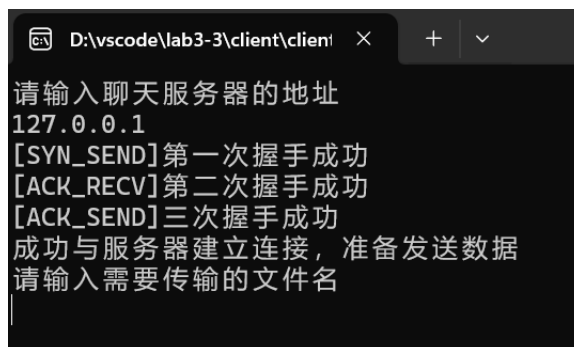 D:\vscode\lab3-3\client\client
请输入聊天服务器的地址
127.0.0.1
[SYN_SEND]第一次握手成功
[ACK_RECV]第二次握手成功
[ACK_SEND]三次握手成功
成功与服务器建立连接，准备发送数据
请输入需要传输的文件名